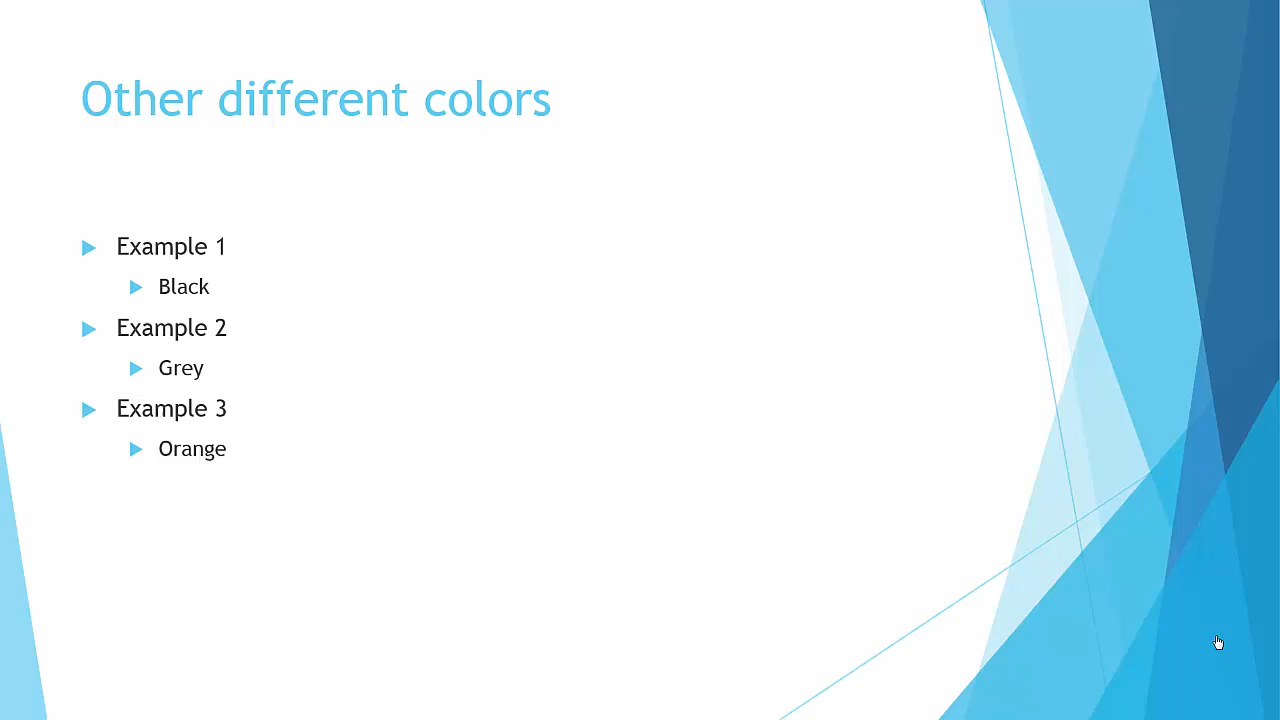 Other different colors
Example 1
Black
Example 2
Grey
Example 3
Orange